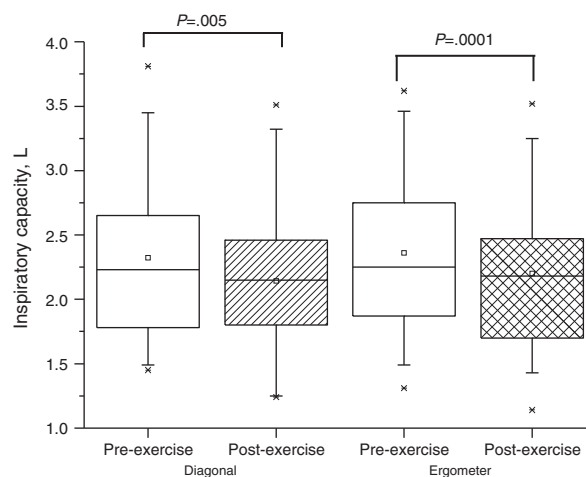 P=.005
P=.0001
Inspiratory capacity, L
4.0
3.5
3.0
2.5
2.0
1.5
1.0
Pre-exercise Post-exercise Pre-exercise Post-exercise
Diagonal Ergometer